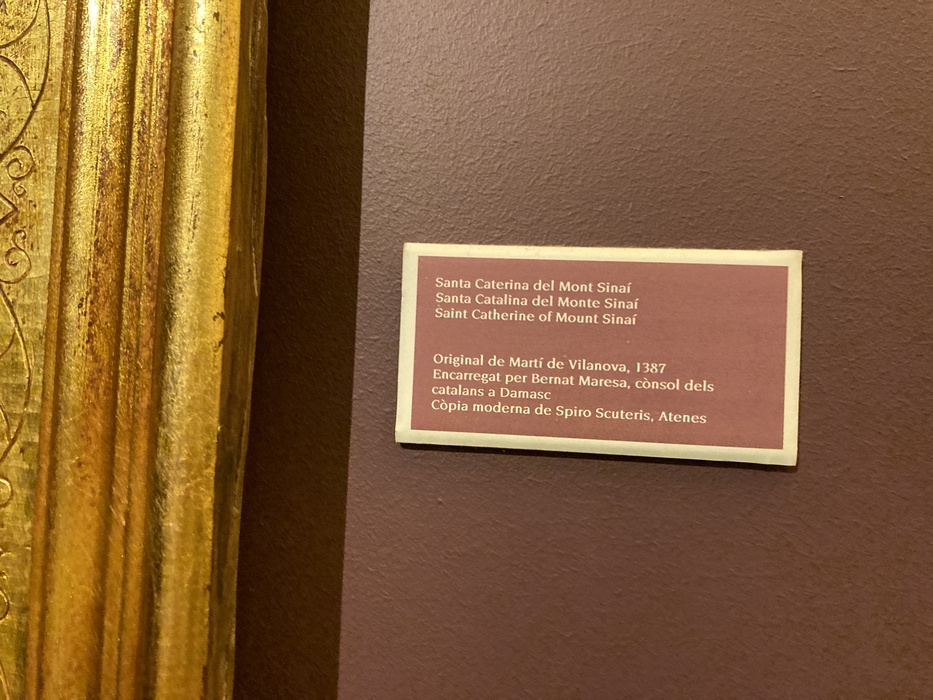 Santa Caterina del Mont Sinaí
Santa Catalina del Monte Sinaí
Saint Catherine of Mount Sinaí
Original de Martí de Vilanova, 1387
Encarregat per Bernat Maresa, cònsol dels
catalans a Damasc
Còpia moderna de Spiro Scuteris, Atenes